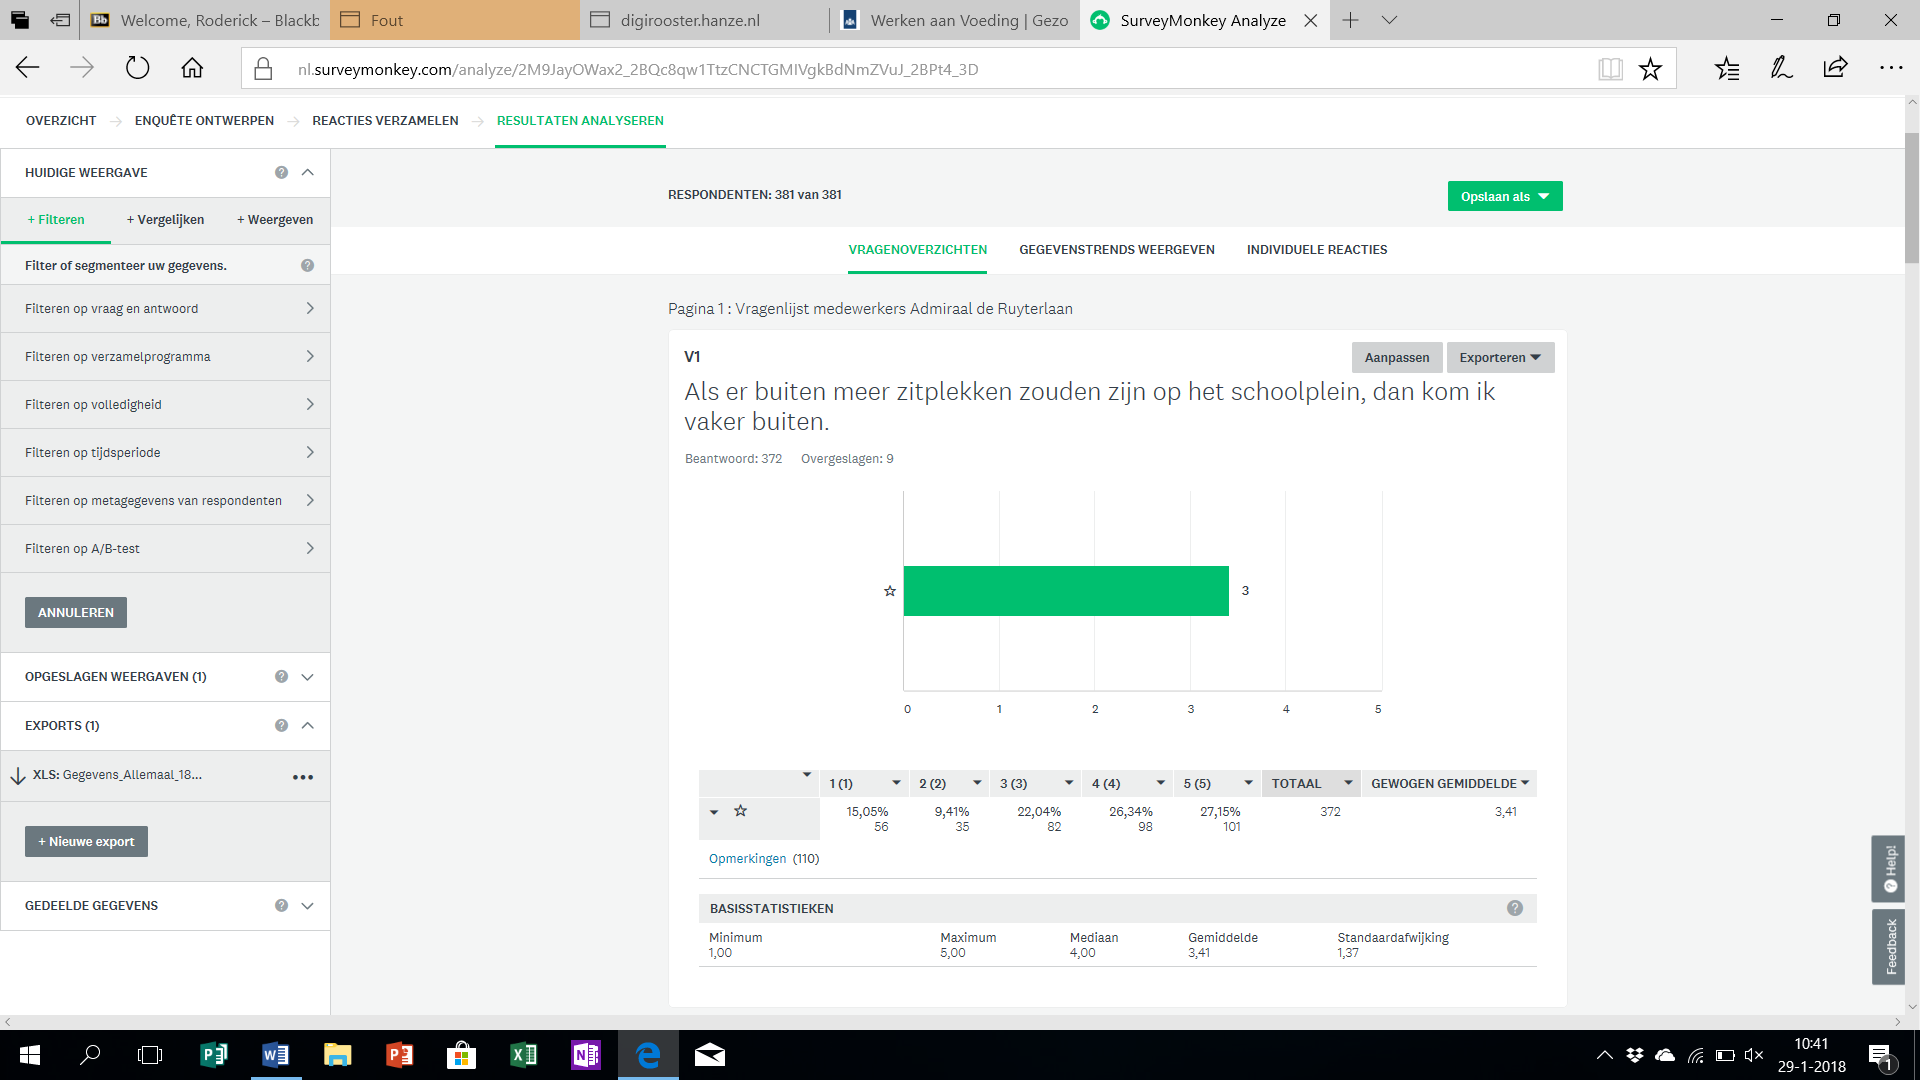 Welcome, Roderick – Blackb
Fout
digirooster.hanze.nl
Werken aan Voeding | Gezo
SurveyMonkey Analyze
nl.surveymonkey.com/analyze/2M9JayOWax2_2BQc8qw1TtzCNCTGMIVgkBdNmZVuJ_2BPt4_3D
OVERZICHT
ENQUÊTE ONTWERPEN
REACTIES VERZAMELEN
RESULTATEN ANALYSEREN
HUIDIGE WEERGAVE
+ Filteren
+ Vergelijken
+ Weergeven
Filter of segmenteer uw gegevens.
Filteren op vraag en antwoord
Filteren op verzamelprogramma
Filteren op volledigheid
Filteren op tijdsperiode
Filteren op metagegevens van respondenten
Filteren op A/B-test
ANNULEREN
OPGESLAGEN WEERGAVEN (1)
EXPORTS (1)
XLS: Gegevens_Allemaal_18...
+ Nieuwe export
GEDEELDE GEGEVENS
RESPONDENTEN: 381 van 381
Opslaan als
VRAGENOVERZICHTEN
GEGEVENSTRENDS WEERGEVEN
INDIVIDUELE REACTIES
Pagina 1 : Vragenlijst medewerkers Admiraal de Ruyterlaan
V1
Aanpassen
Exporteren
Als er buiten meer zitplekken zouden zijn op het schoolplein, dan kom ik
vaker buiten.
Beantwoord: 372 Overgeslagen: 9
3
0 1 2 3 4 5
1 (1) 2 (2) 3 (3) 4 (4) 5 (5) TOTAAL GEWOGEN GEMIDDELDE
15,05% 9,41% 22,04% 26,34% 27,15% 372 3,41
56 35 82 98 101
Opmerkingen (110)
BASISSTATISTIEKEN
Minimum Maximum Mediaan Gemiddelde Standaardafwijking
1,00 5,00 4,00 3,41 1,37
Help!
Feedback
10:41
29-1-2018
1